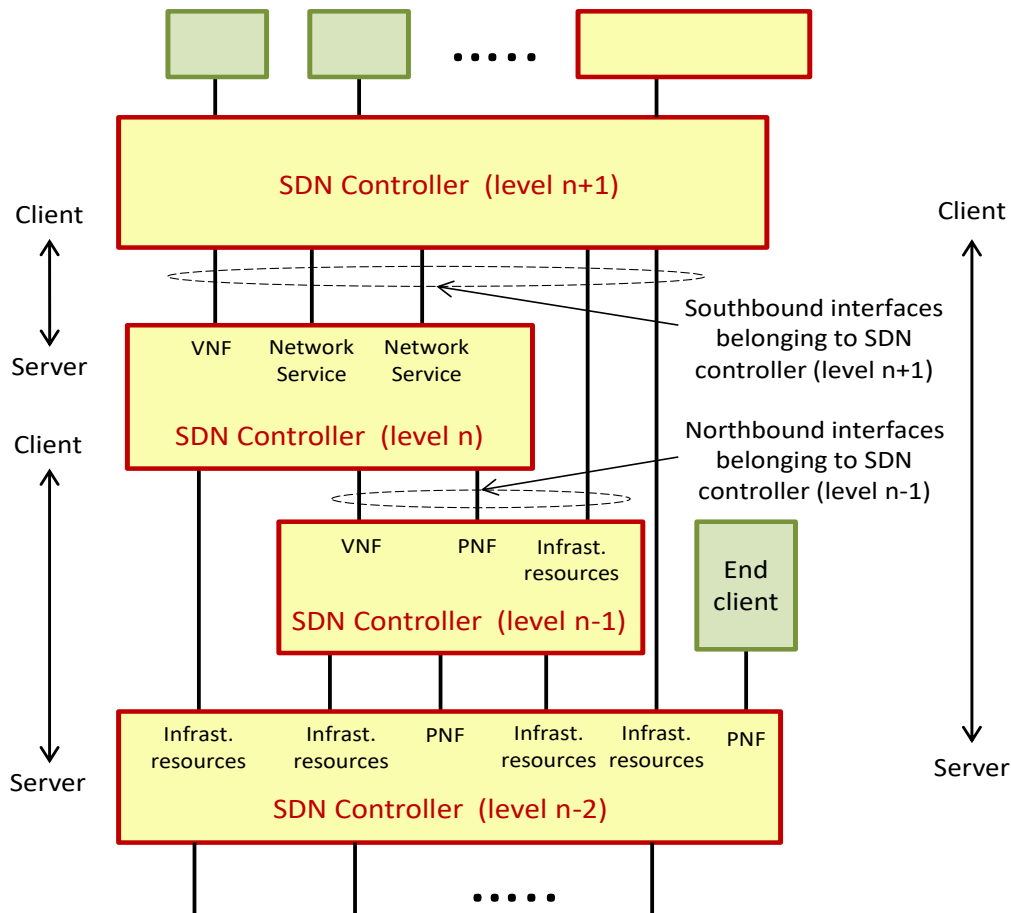 SDN Controller (level n+1)
Client
Client
Southbound interfaces
belonging to SDN
controller (level n+1)
Server
VNF
Network
Service
Network
Service
SDN Controller (level n)
Client
Northbound interfaces
belonging to SDN
controller (level n-1)
VNF
PNF
Infrast.
resources
SDN Controller (level n-1)
End
client
Infrast.
resources
Infrast.
resources
PNF
Infrast.
resources
Infrast.
resources
PNF
Server
Server
SDN Controller (level n-2)